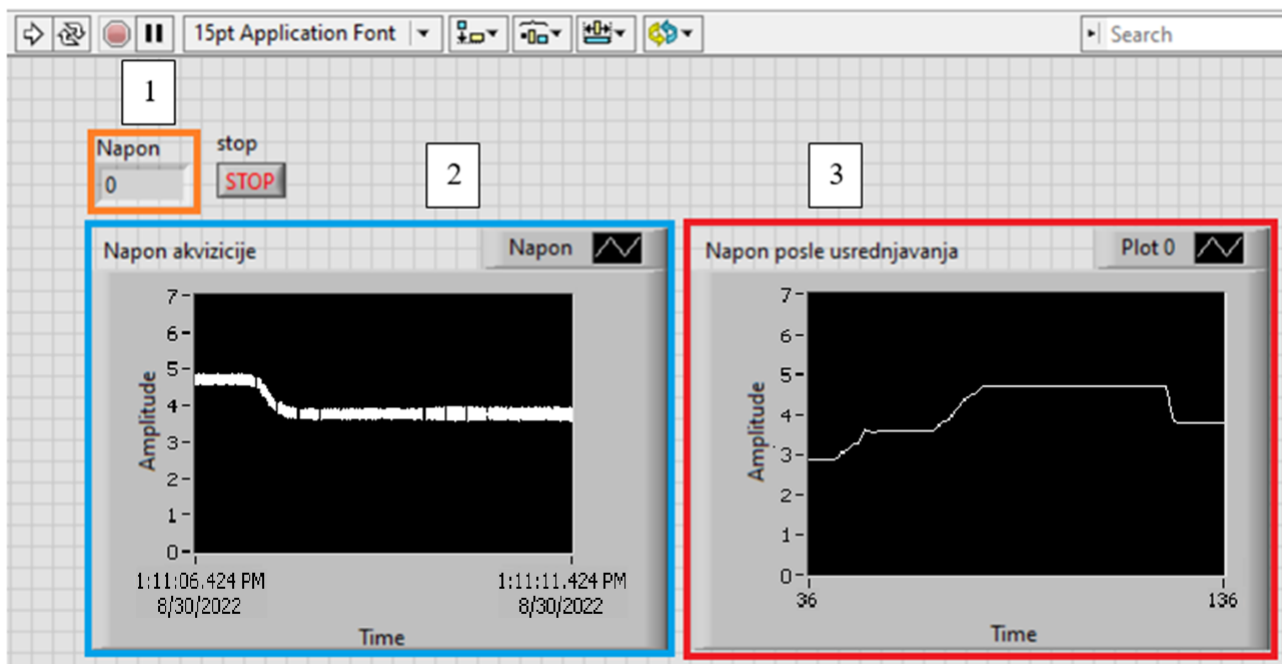 15pt Application Font
Search
1
Napon
0
stop
STOP
2
3
Napon akvizicije
Napon
7
6
5
4
3
2
1
0
Amplitude
1:11:06.424 PM
8/30/2022
1:11:11.424 PM
8/30/2022
Time
Napon posle usrednjavanja
Plot 0
7
6
5
4
3
2
1
0
Amplitude
36
136
Time